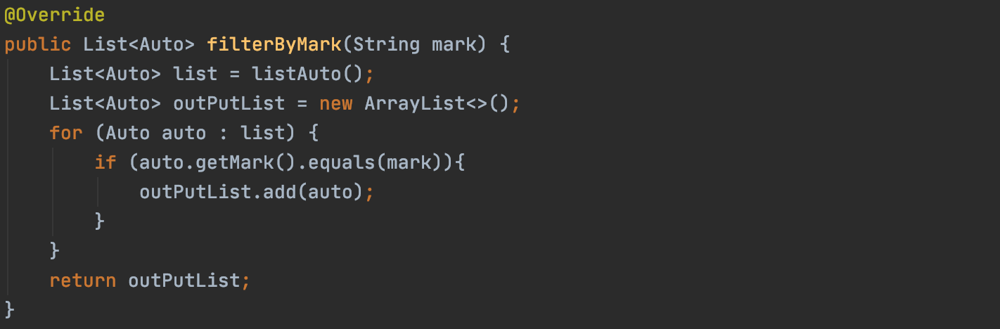 @Override
public List<Auto> filterByMark(String mark) {
    List<Auto> list = listAuto();
    List<Auto> outPutList = new ArrayList<>();
    for (Auto auto : list) {
        if (auto.getMark().equals(mark)){
            outPutList.add(auto);
        }
    }
    return outPutList;
}